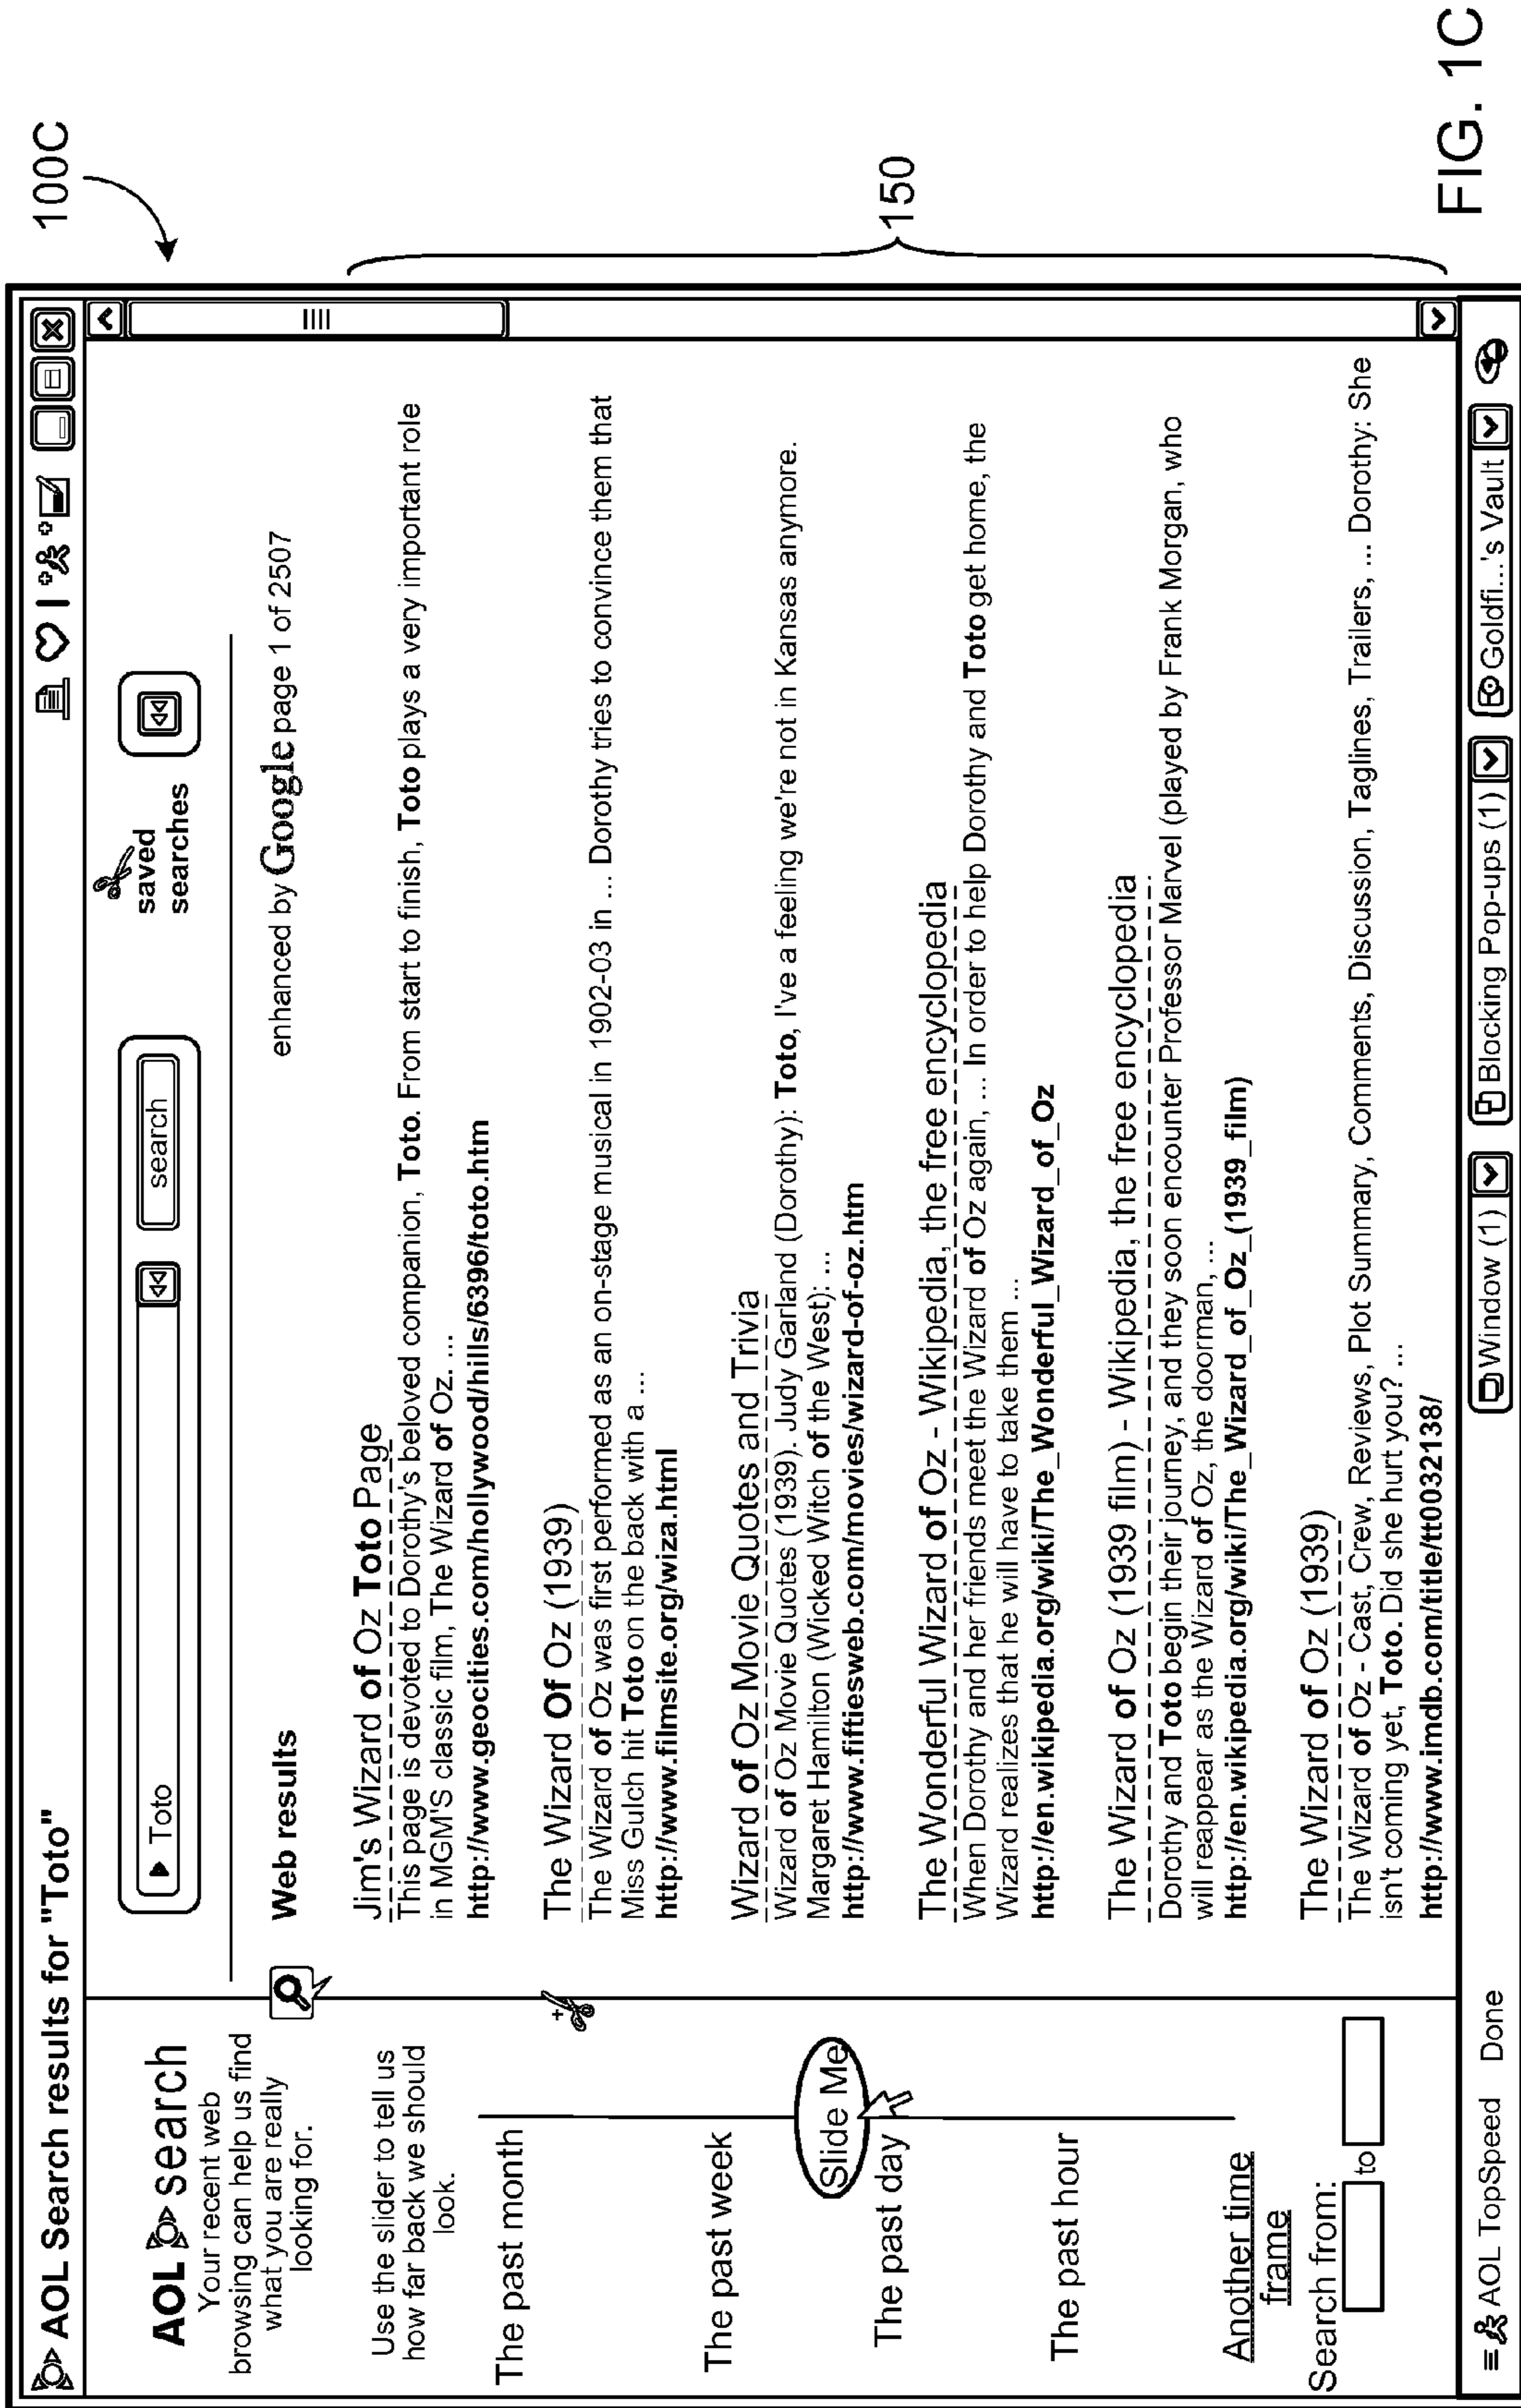 100C
AOL Search results for "Toto"
AOL search
Your recent web
browsing can help us find
what you are really
looking for.
Use the slider to tell us
how far back we should
look.
The past month
The past week
Slide Me
The past day
The past hour
Another time
frame
Search from:
to
Toto
search
saved
searches
Web results
enhanced by Google page 1 of 2507
Jim's Wizard of Oz Toto Page
This page is devoted to Dorothy's beloved companion, Toto. From start to finish, Toto plays a very important role
in MGM'S classic film, The Wizard of Oz. ...
http://www.geocities.com/hollywood/hills/6396/toto.htm
The Wizard Of Oz (1939)
The Wizard of Oz was first performed as an on-stage musical in 1902-03 in ... Dorothy tries to convince them that
Miss Gulch hit Toto on the back with a ...
http://www.filmsite.org/wiza.html
Wizard of Oz Movie Quotes and Trivia
Wizard of Oz Movie Quotes (1939). Judy Garland (Dorothy): Toto, I've a feeling we're not in Kansas anymore.
Margaret Hamilton (Wicked Witch of the West): ...
http://www.fiftiesweb.com/movies/wizard-of-oz.htm
The Wonderful Wizard of Oz - Wikipedia, the free encyclopedia
When Dorothy and her friends meet the Wizard of Oz again, ... In order to help Dorothy and Toto get home, the
Wizard realizes that he will have to take them ...
http://en.wikipedia.org/wiki/The_Wonderful_Wizard_of_Oz
The Wizard of Oz (1939 film) - Wikipedia, the free encyclopedia
Dorothy and Toto begin their journey, and they soon encounter Professor Marvel (played by Frank Morgan, who
will reappear as the Wizard of Oz, the doorman, ...
http://en.wikipedia.org/wiki/The_Wizard_of_Oz_(1939_film)
The Wizard of Oz (1939)
The Wizard of Oz - Cast, Crew, Reviews, Plot Summary, Comments, Discussion, Taglines, Trailers, ... Dorothy: She
isn't coming yet, Toto. Did she hurt you? ...
http://www.imdb.com/title/tt0032138/
150
AOL TopSpeed Done
Window (1)
Blocking Pop-ups (1)
Goldfi...'s Vault
FIG. 1C